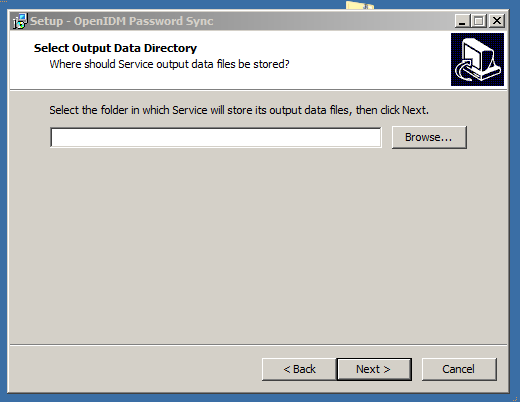 Setup - OpenIDM Password Sync
Select Output Data Directory
Where should Service output data files be stored?
Select the folder in which Service will store its output data files, then click Next.
Browse...
< Back
Next >
Cancel